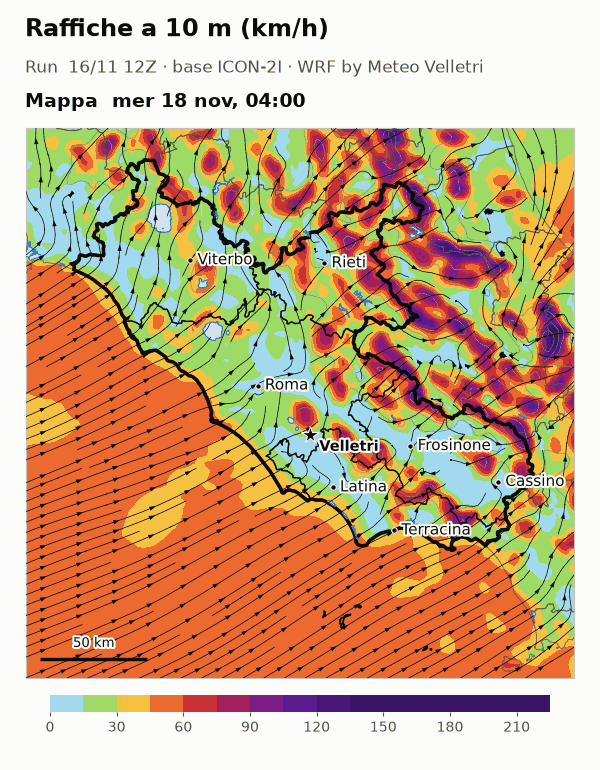 Raffiche a 10 m (km/h)
Run  16/11 12Z · base ICON-2I · WRF by Meteo Velletri
Mappa  mer 18 nov, 04:00
Viterbo
Rieti
Roma
Velletri
Frosinone
Latina
Cassino
Terracina
50 km
0 30 60 90 120 150 180 210